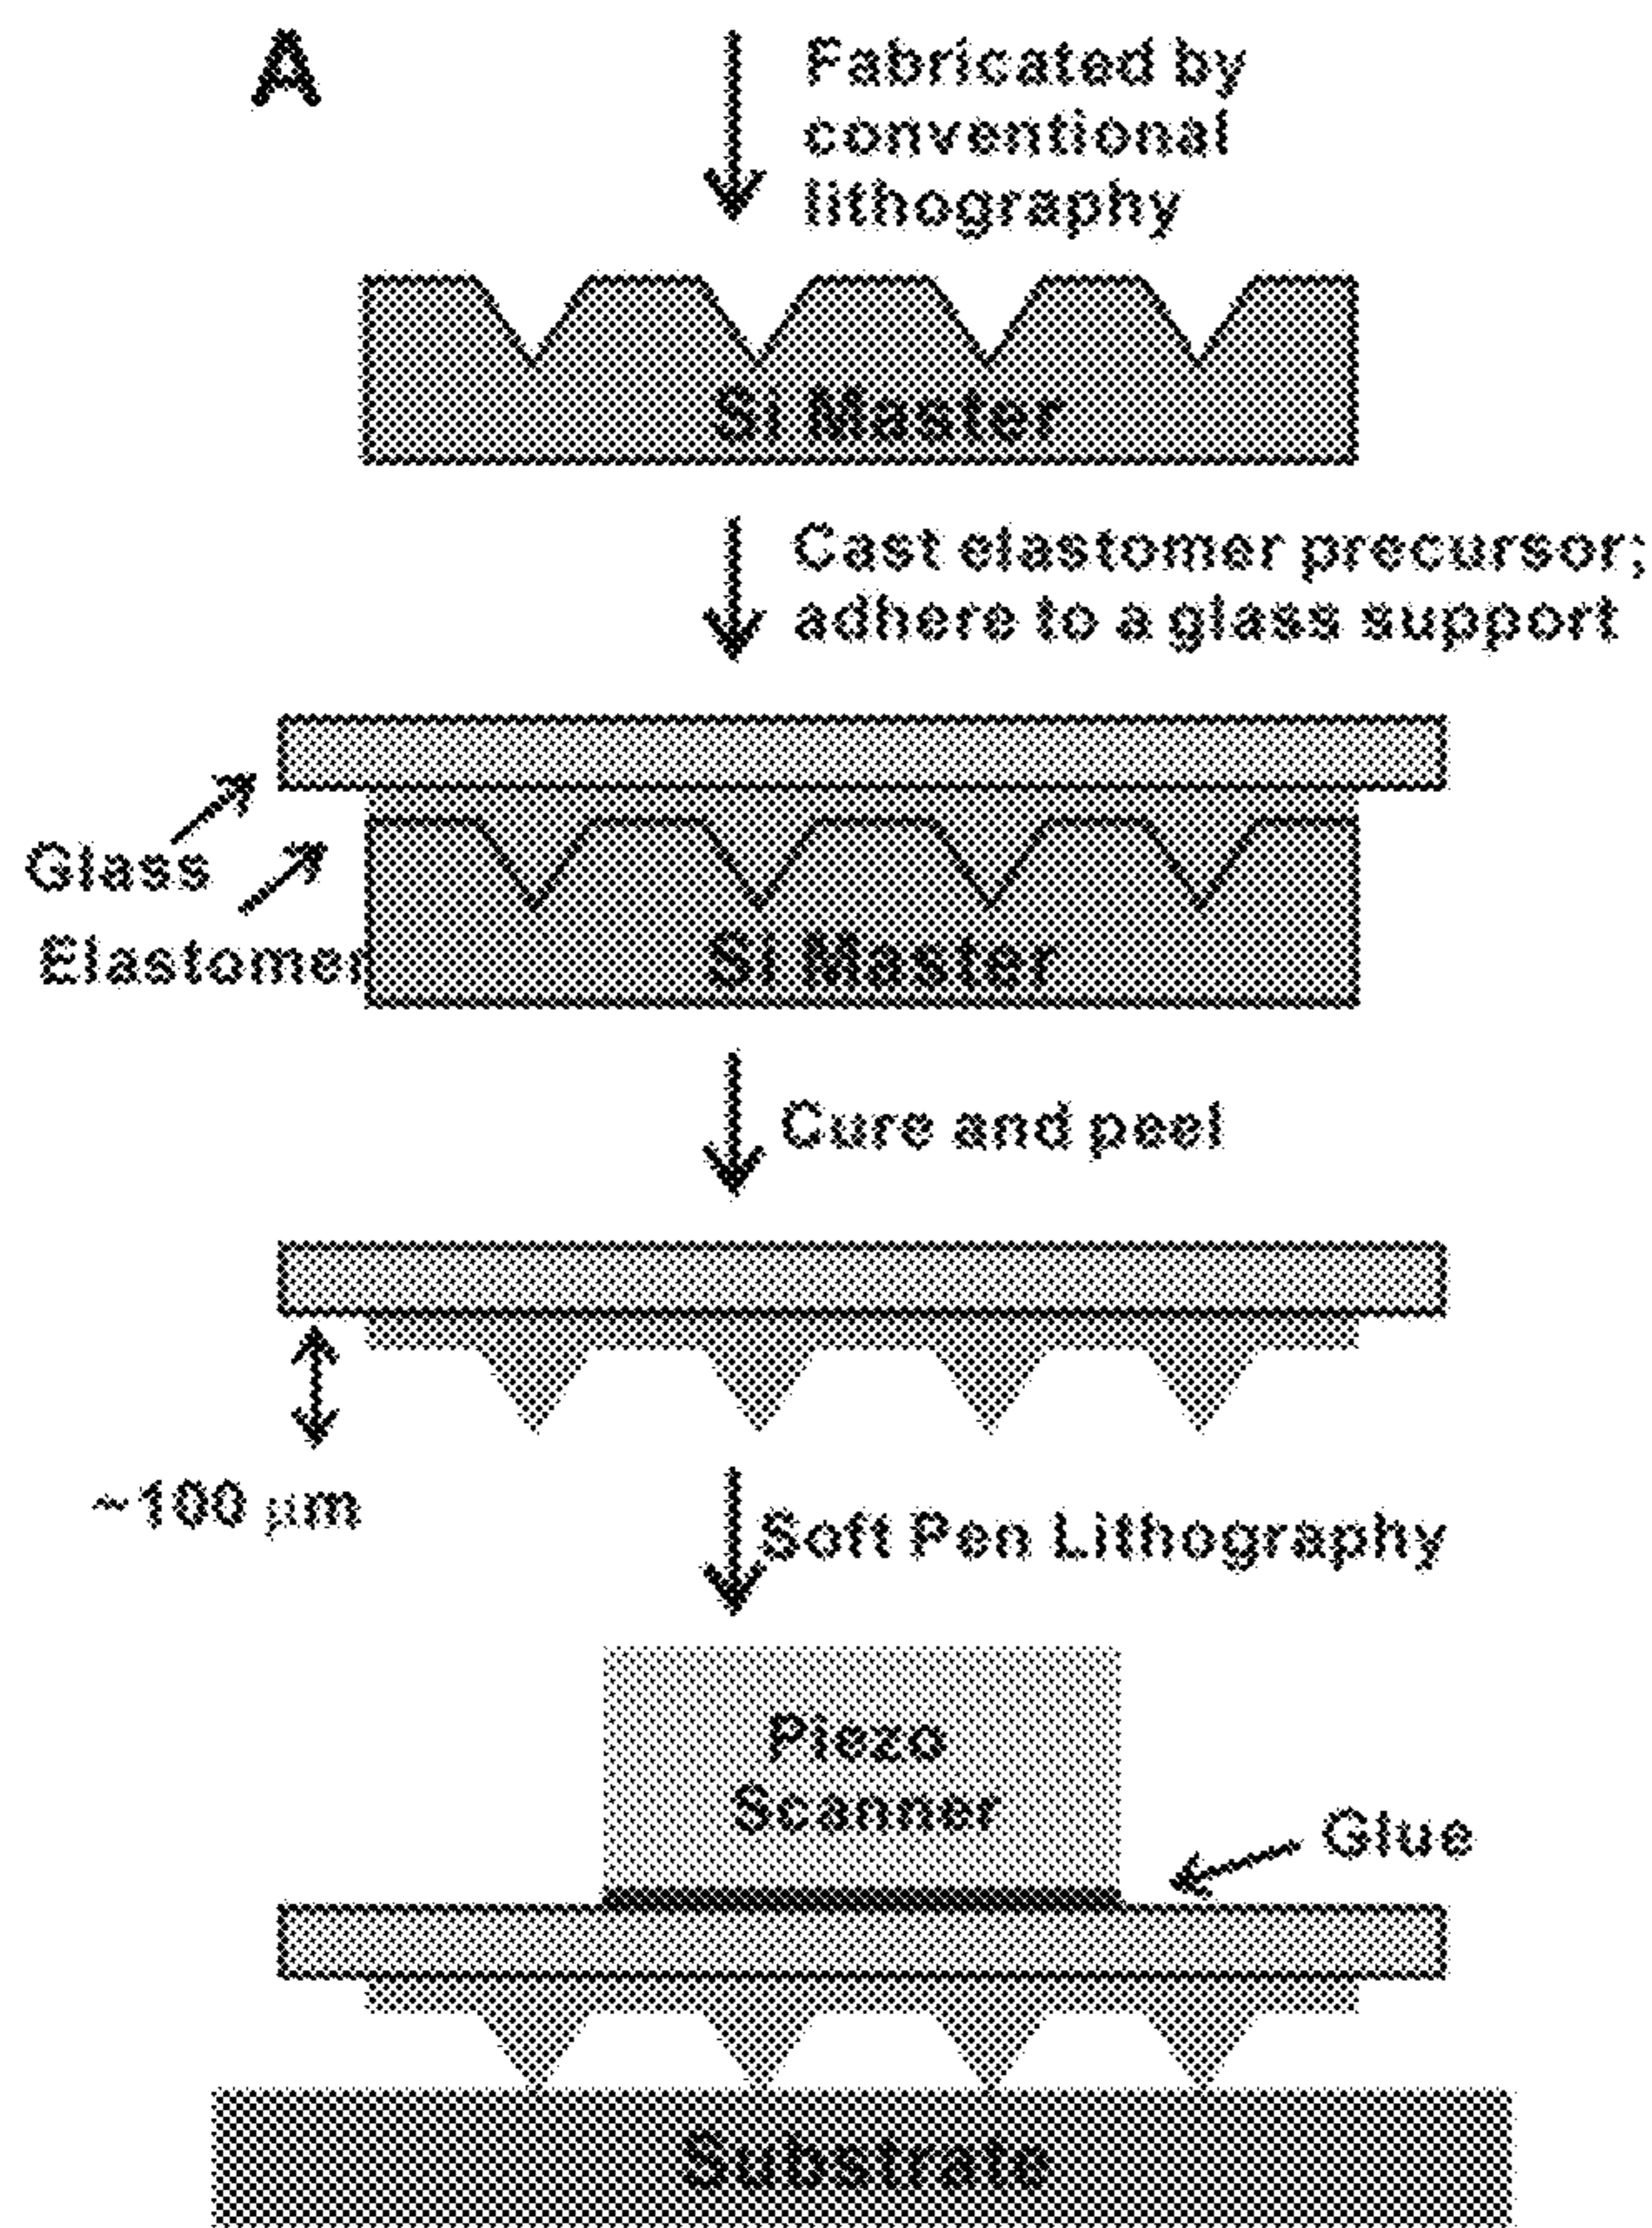 A
Fabricated by
conventional
lithography
Si Master
Cast elastomer precursor;
adhere to a glass support
Glass
Elastomer
Si Master
Cure and peel
~100 μm
Soft Pen Lithography
Piezo
Scanner
Glue
Substrate